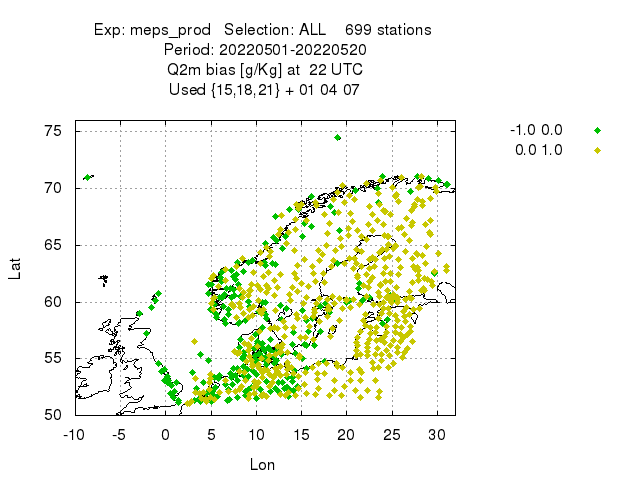 Exp: meps_prod   Selection: ALL    699 stations
Period: 20220501-20220520
Q2m bias [g/Kg] at  22 UTC
Used {15,18,21} + 01 04 07
-1.0 0.0
0.0 1.0
75
70
65
60
55
50
Lat
-10 -5 0 5 10 15 20 25 30
Lon